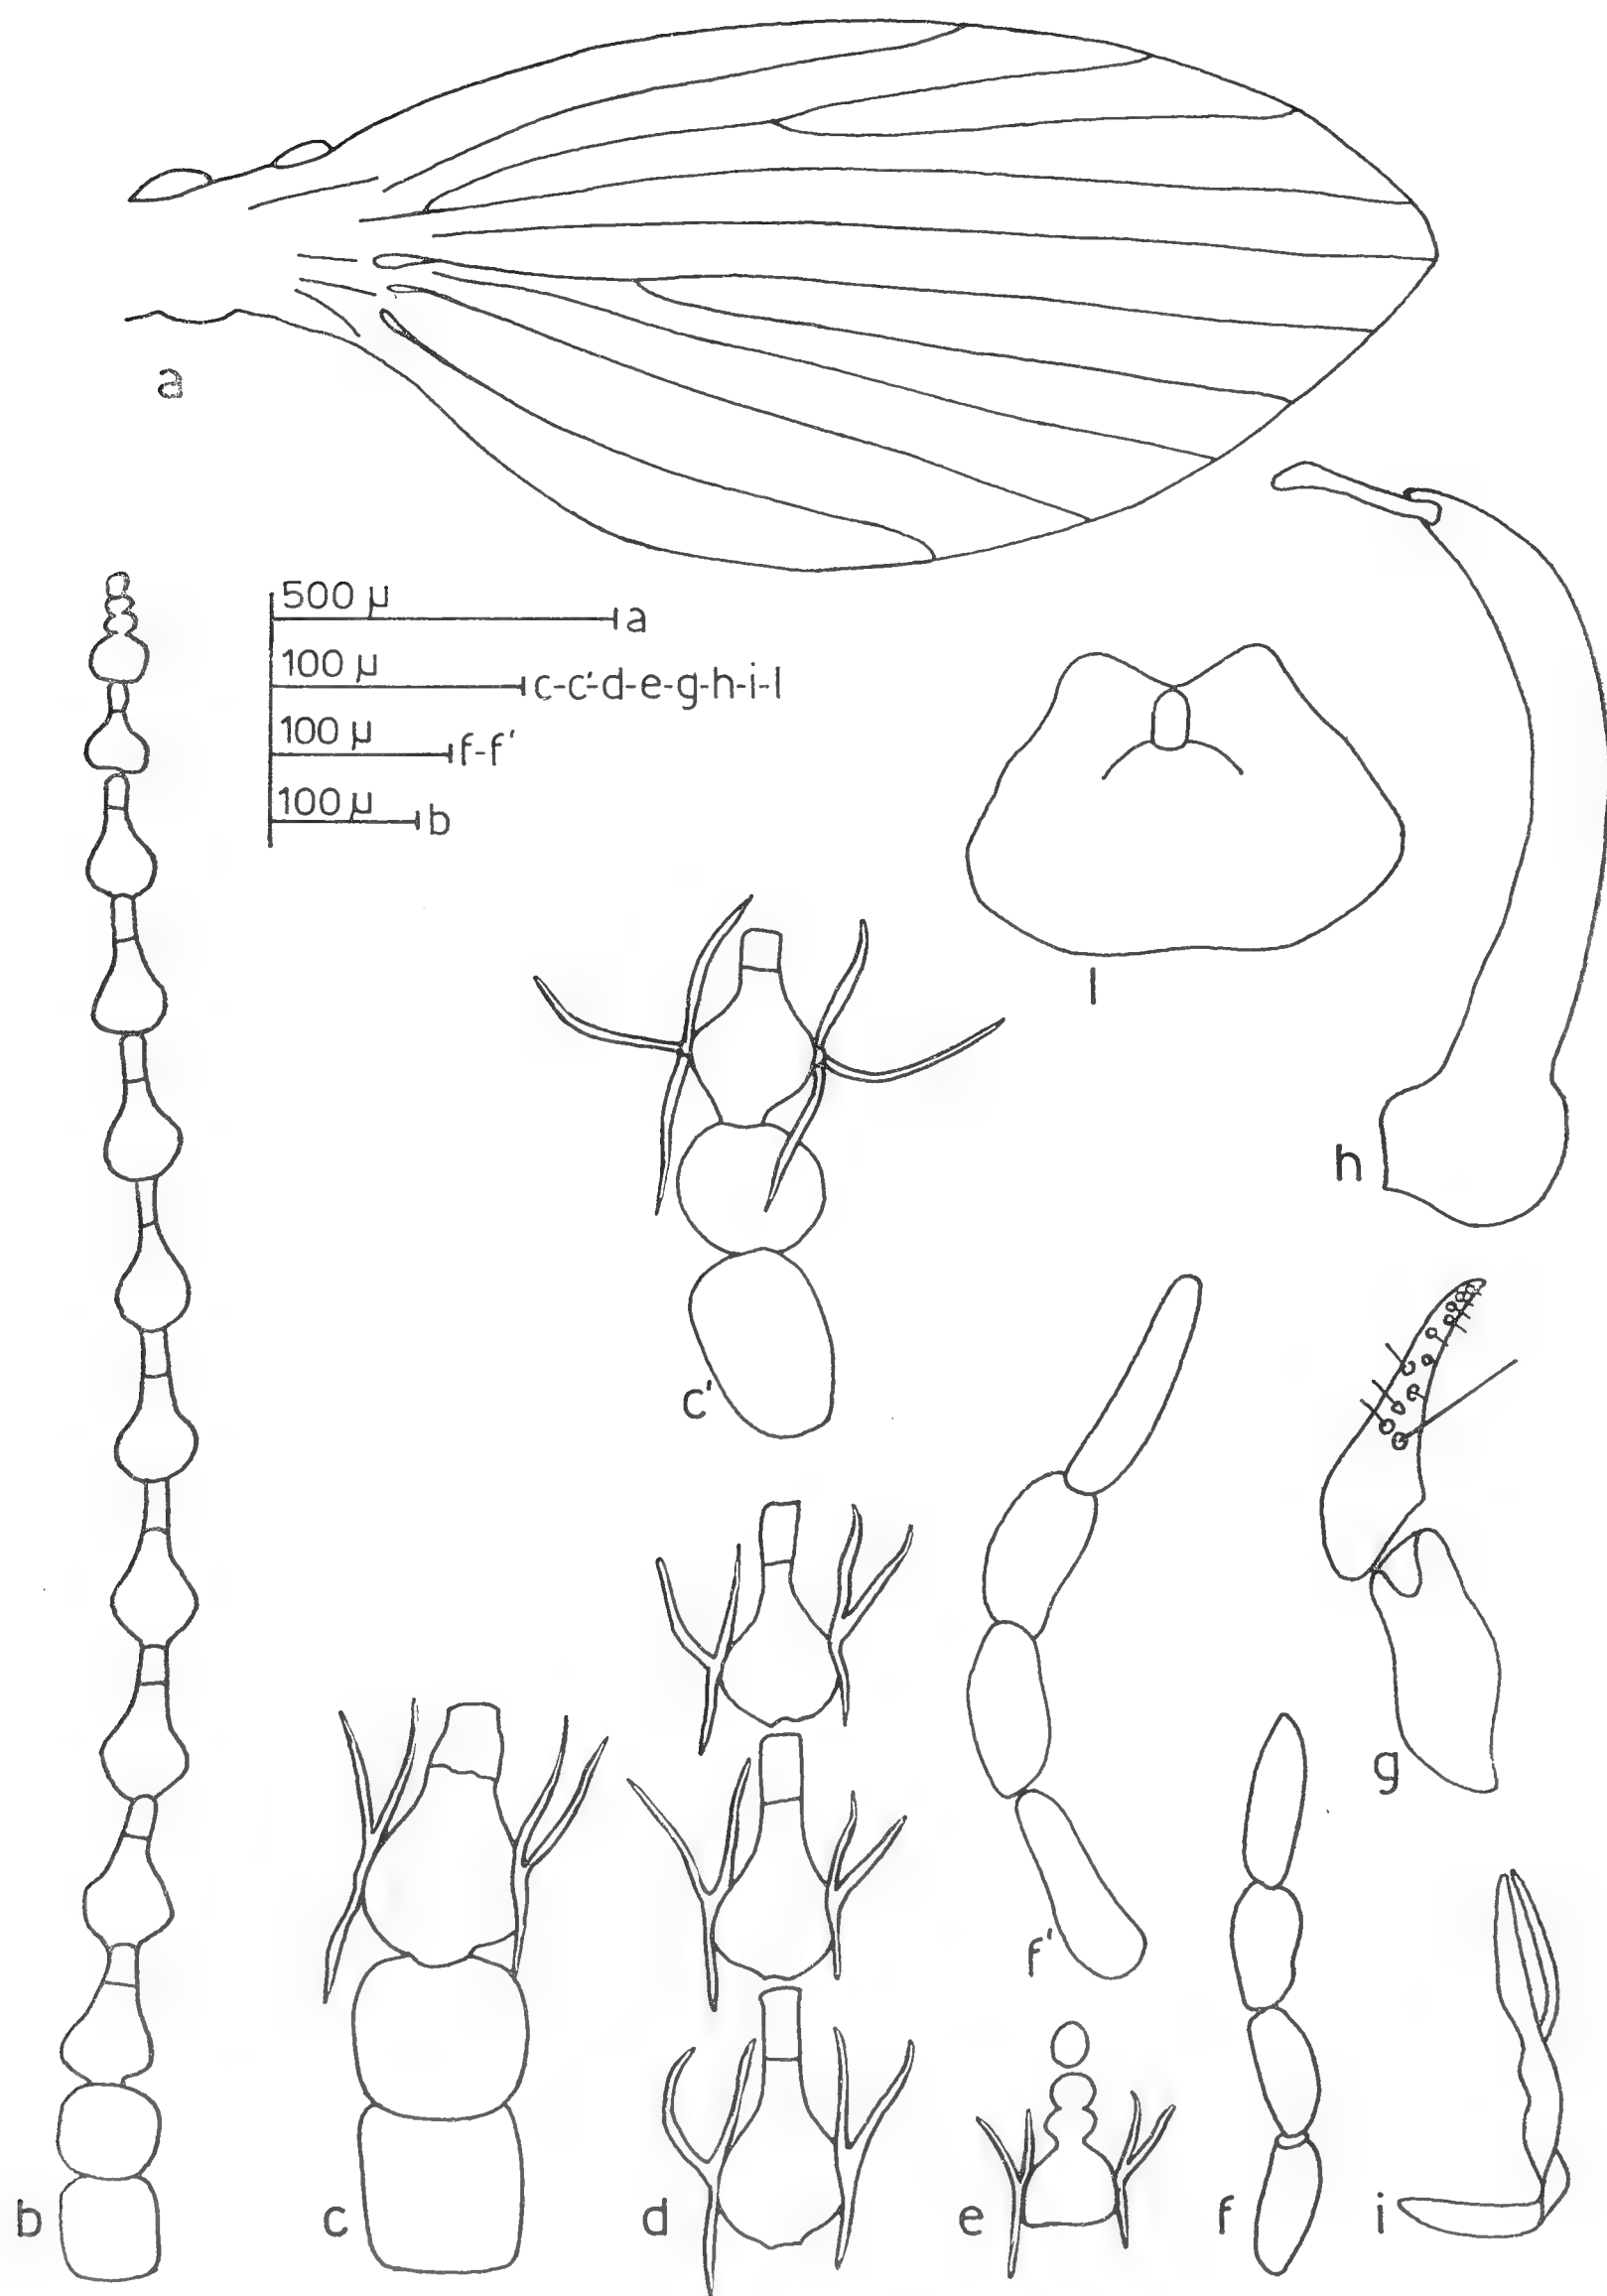 a
500 µ a
100 µ c-c'-d-e-g-h-i-l
100 µ f-f'
100 µ b
l
h
c'
g
f'
b
c
d
e
f
i